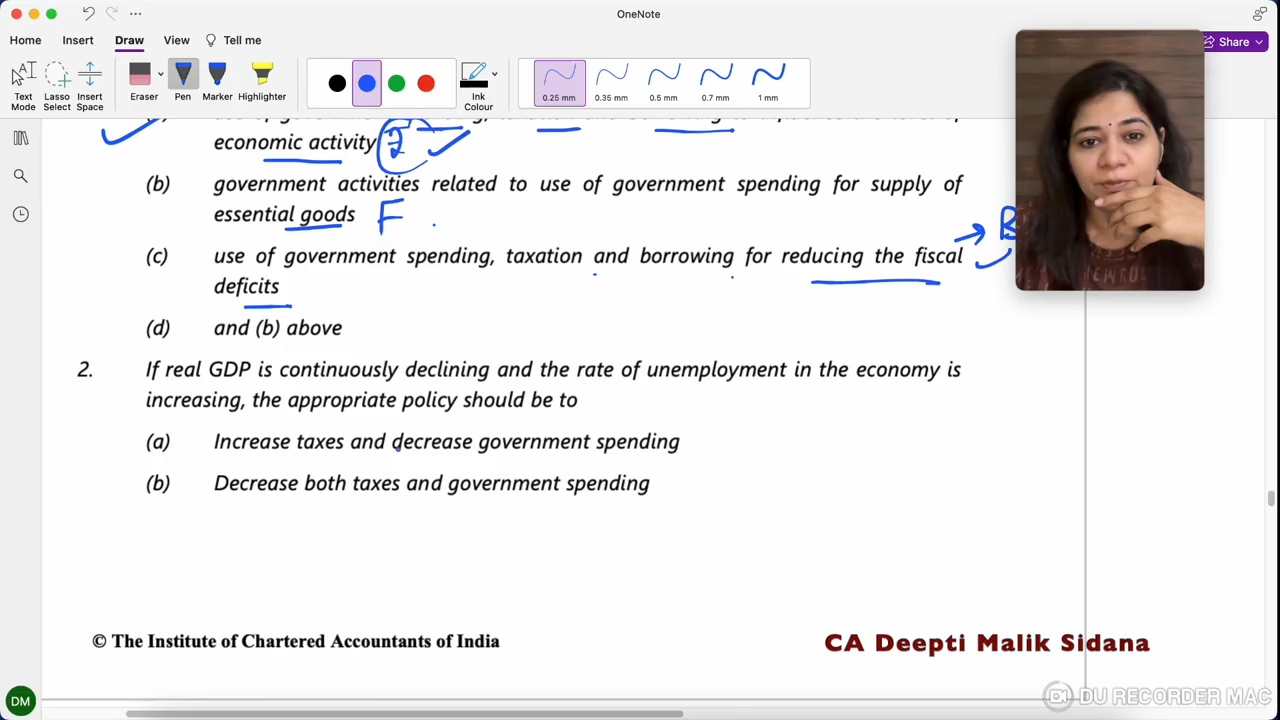 OneNote
Home Insert Draw View Tell me Share
Text Mode
Lasso Select
Insert Space
Eraser
Pen
Marker
Highlighter
Ink Colour
0.25 mm 0.35 mm 0.5 mm 0.7 mm 1 mm
economic activity
(b) government activities related to use of government spending for supply of
essential goods F
(c) use of government spending, taxation and borrowing for reducing the fiscal
deficits
(d) and (b) above
2. If real GDP is continuously declining and the rate of unemployment in the economy is
increasing, the appropriate policy should be to
(a) Increase taxes and decrease government spending
(b) Decrease both taxes and government spending
© The Institute of Chartered Accountants of India
CA Deepti Malik Sidana
DM
DU RECORDER MAC